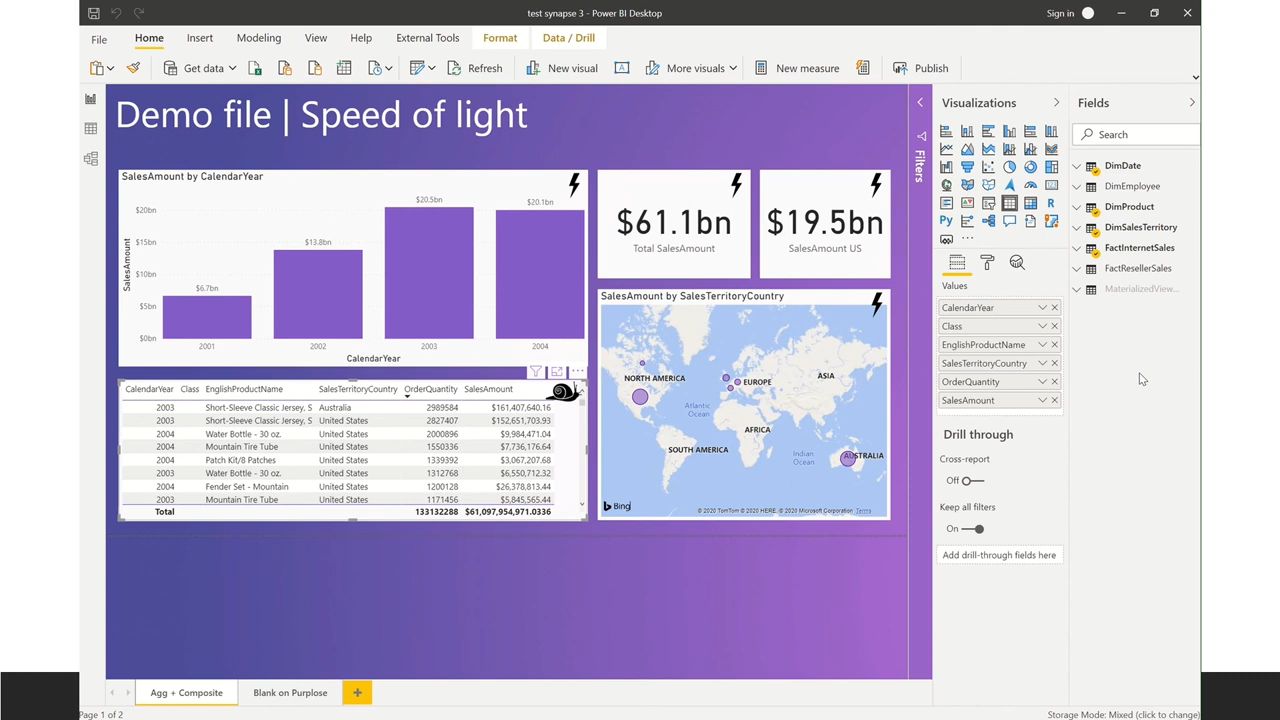 test synapse 3 - Power BI Desktop
Sign in
File Home Insert Modeling View Help External Tools Format Data / Drill
Get data Refresh New visual More visuals New measure Publish
Demo file | Speed of light
SalesAmount by CalendarYear
SalesAmount
$20bn
$15bn
$10bn
$5bn
$0bn
$6.7bn
$13.8bn
$20.5bn
$20.1bn
2001 2002 2003 2004
CalendarYear
$61.1bn
Total SalesAmount
$19.5bn
SalesAmount US
SalesAmount by SalesTerritoryCountry
NORTH AMERICA
EUROPE
ASIA
Atlantic
Ocean
AFRICA
SOUTH AMERICA
Indian
Ocean
AUSTRALIA
Bing
© 2020 TomTom © 2020 HERE, © 2020 Microsoft Corporation Terms
CalendarYear Class EnglishProductName SalesTerritoryCountry OrderQuantity SalesAmount
2003 Short-Sleeve Classic Jersey, S Australia 2989584 $161,407,640.16
2003 Short-Sleeve Classic Jersey, S United States 2827407 $152,651,703.93
2004 Water Bottle - 30 oz. United States 2000896 $9,984,471.04
2004 Mountain Tire Tube United States 1550336 $7,736,176.64
2004 Patch Kit/8 Patches United States 1339392 $3,067,207.68
2003 Water Bottle - 30 oz. United States 1312768 $6,550,712.32
2004 Fender Set - Mountain United States 1200128 $26,378,813.44
2003 Mountain Tire Tube United States 1171456 $5,845,565.44
Total 133132288 $61,097,954,971.0336
Filters
Visualizations
Py
R
Values
CalendarYear
Class
EnglishProductName
SalesTerritoryCountry
OrderQuantity
SalesAmount
Drill through
Cross-report
Off
Keep all filters
On
Add drill-through fields here
Fields
Search
DimDate
DimEmployee
DimProduct
DimSalesTerritory
FactInternetSales
FactResellerSales
MaterializedView...
Agg + Composite
Blank on Purplose
Page 1 of 2
Storage Mode: Mixed (click to change)